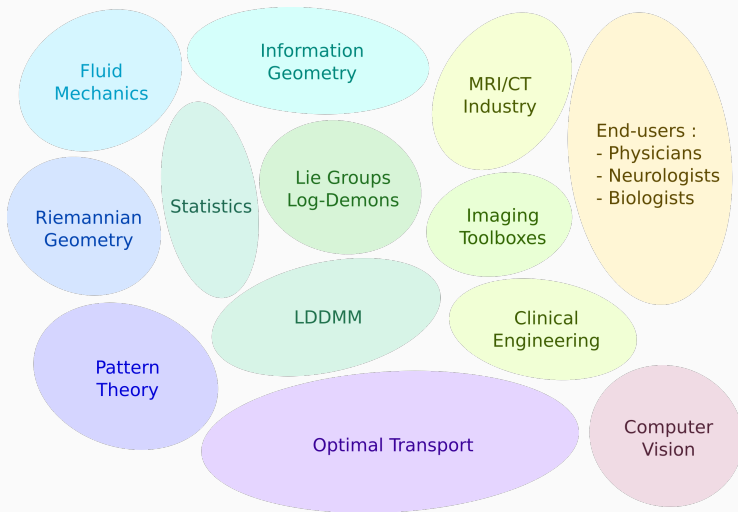 Fluid
Mechanics
Information
Geometry
MRI/CT
Industry
End-users :
- Physicians
- Neurologists
- Biologists
Statistics
Lie Groups
Log-Demons
Riemannian
Geometry
Imaging
Toolboxes
LDDMM
Clinical
Engineering
Pattern
Theory
Optimal Transport
Computer
Vision